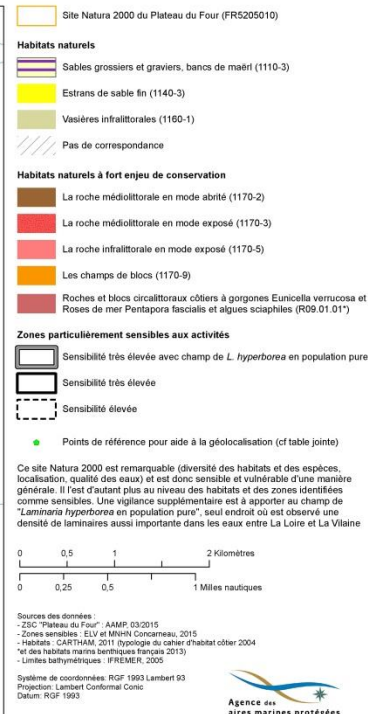 Site Natura 2000 du Plateau du Four (FR5205010)
Habitats naturels
Sables grossiers et graviers, bancs de maërl (1110-3)
Estrans de sable fin (1140-3)
Vasières infralittorales (1160-1)
Pas de correspondance
Habitats naturels à fort enjeu de conservation
La roche médiolittorale en mode abrité (1170-2)
La roche médiolittorale en mode exposé (1170-3)
La roche infralittorale en mode exposé (1170-5)
Les champs de blocs (1170-9)
Roches et blocs circalittoraux côtiers à gorgones Eunicella verrucosa et
Roses de mer Pentapora fascialis et algues sciaphiles (R09.01.01*)
Zones particulièrement sensibles aux activités
Sensibilité très élevée avec champ de L. hyperborea en population pure
Sensibilité très élevée
Sensibilité élevée
Points de référence pour aide à la géolocalisation (cf table jointe)
Ce site Natura 2000 est remarquable (diversité des habitats et des espèces,
localisation, qualité des eaux) et est donc sensible et vulnérable d'une manière
générale. Il l'est d'autant plus au niveau des habitats et des zones identifiées
comme sensibles. Une vigilance supplémentaire est à apporter au champ de
"Laminaria hyperborea en population pure", seul endroit où est observé une
densité de laminaires aussi importante dans les eaux entre La Loire et La Vilaine
0 0,5 1 2 Kilomètres
0 0,25 0,5 1 Milles nautiques
Sources des données :
- ZSC "Plateau du Four" : AAMP, 03/2015
- Zones sensibles : ELV et MNHN Concarneau, 2015
- Habitats : CARTHAM, 2011 (typologie du cahier d'habitat côtier 2004
*et des habitats marins benthiques français 2013)
- Limites bathymétriques : IFREMER, 2005
Système de coordonnées: RGF 1993 Lambert 93
Projection: Lambert Conformal Conic
Datum: RGF 1993
Agence des
aires marines protégées